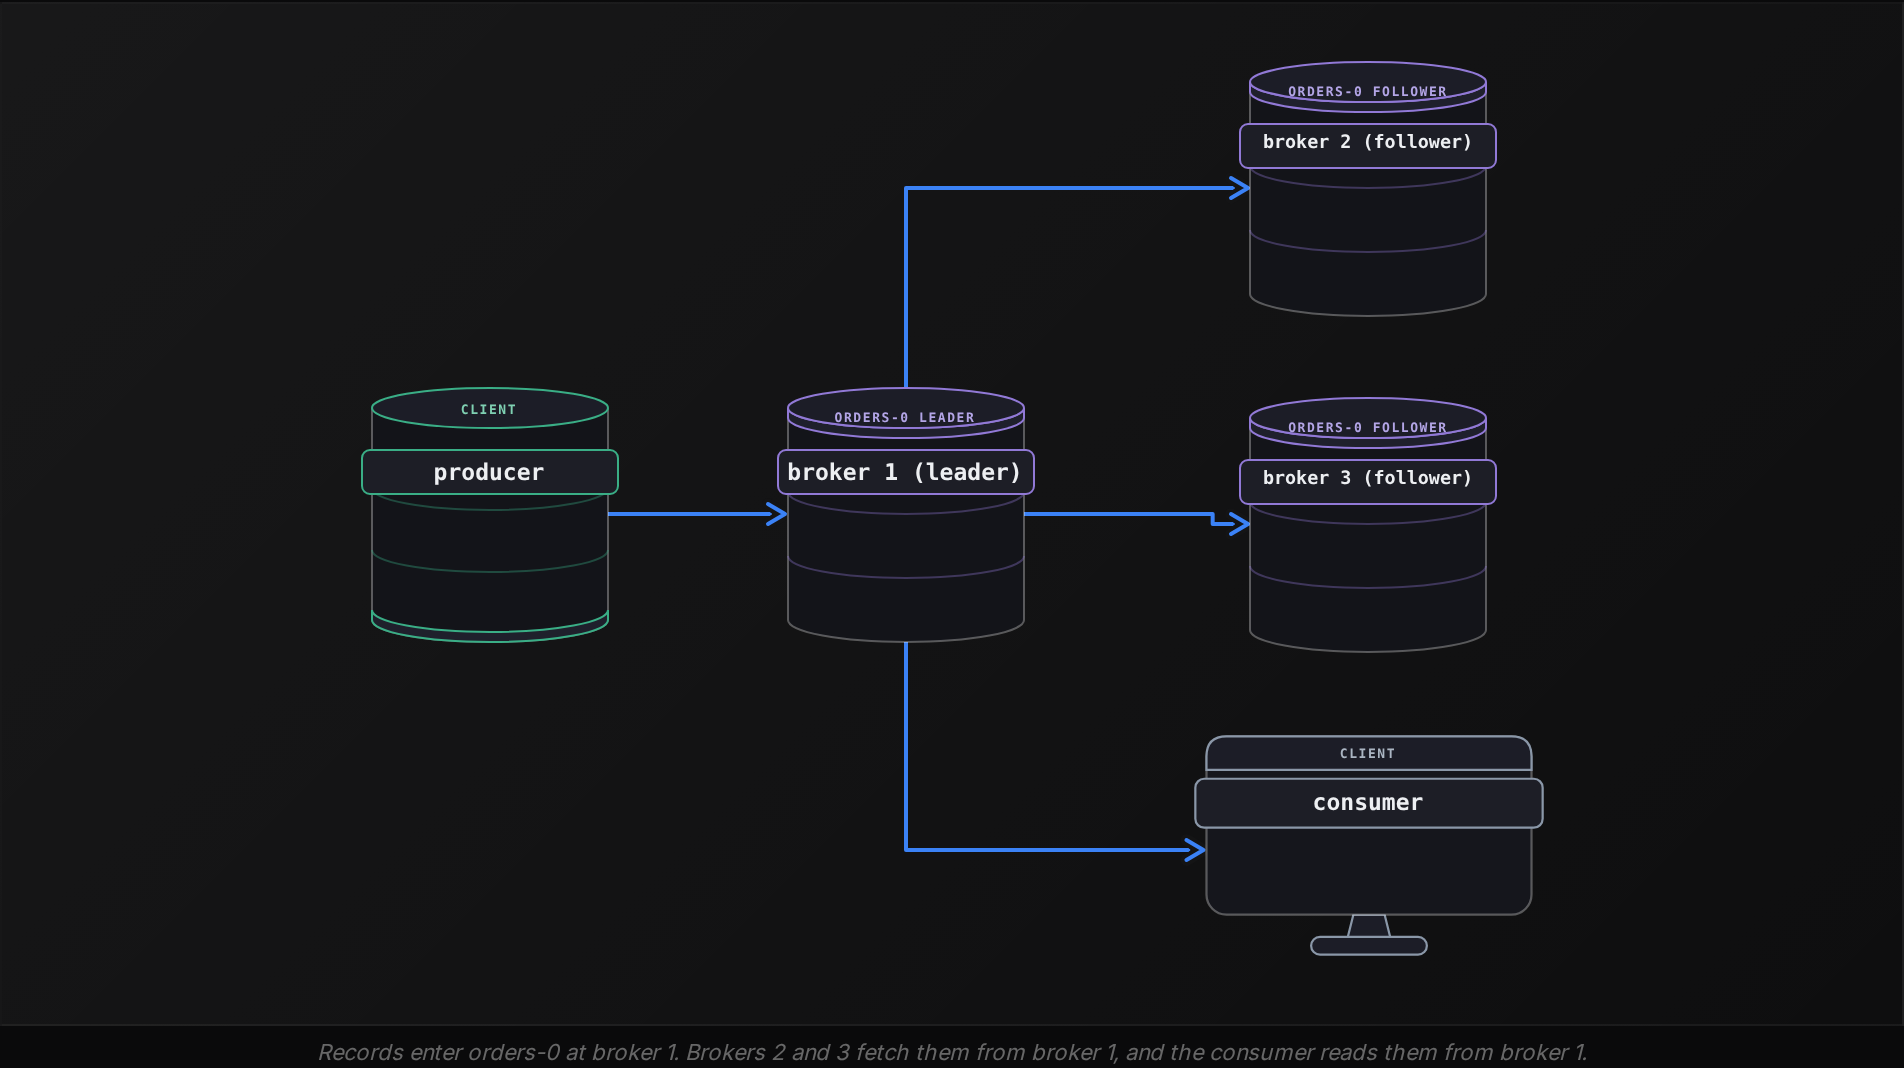 ORDERS-0 FOLLOWER
broker 2 (follower)
CLIENT
producer
ORDERS-0 LEADER
broker 1 (leader)
ORDERS-0 FOLLOWER
broker 3 (follower)
CLIENT
consumer
Records enter orders-0 at broker 1. Brokers 2 and 3 fetch them from broker 1, and the consumer reads them from broker 1.